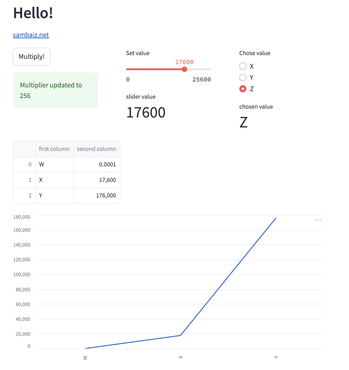 Hello!
sambaiz.net
Multiply!
Multiplier updated to
256
Set value
17600
0 25600
slider value
17600
Chose value
X
Y
Z
chosen value
Z
first column second column
0 W 0.0001
1 X 17,600
2 Y 176,000
180,000
160,000
140,000
120,000
100,000
80,000
60,000
40,000
20,000
0